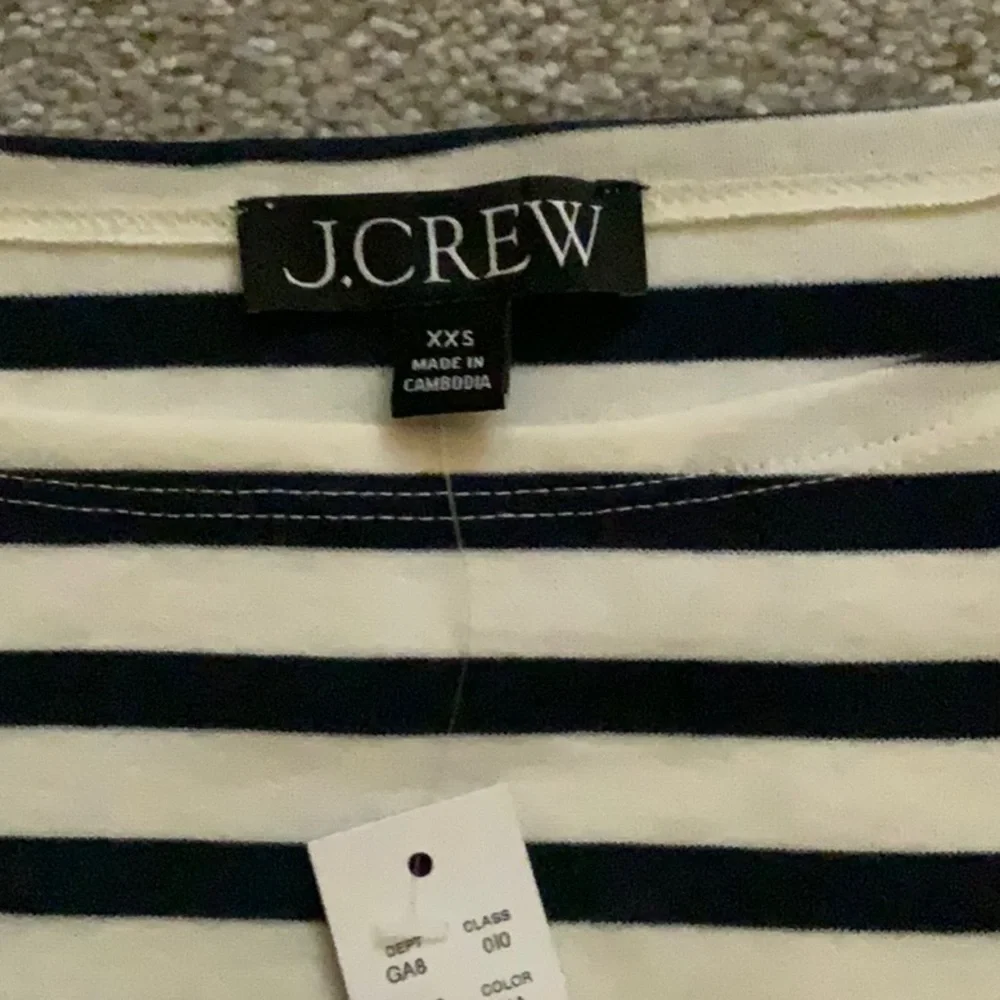 J.CREW
XXS
MADE IN
CAMBODIA
DEPT CLASS
GA8 010
COLOR